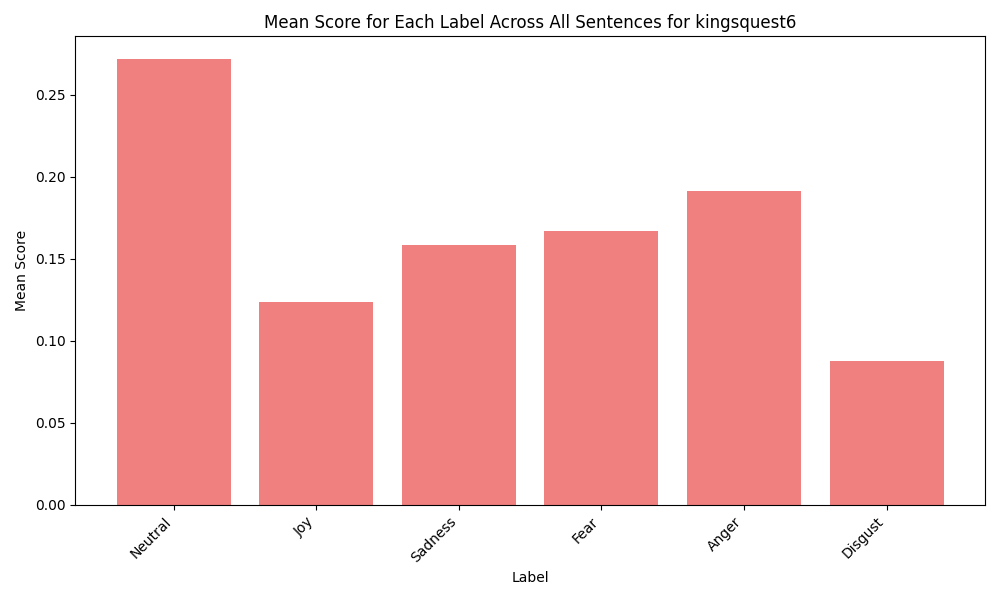 Mean Score for Each Label Across All Sentences for kingsquest6
Mean Score
0.25
0.20
0.15
0.10
0.05
0.00
Neutral
Joy
Sadness
Fear
Anger
Disgust
Label